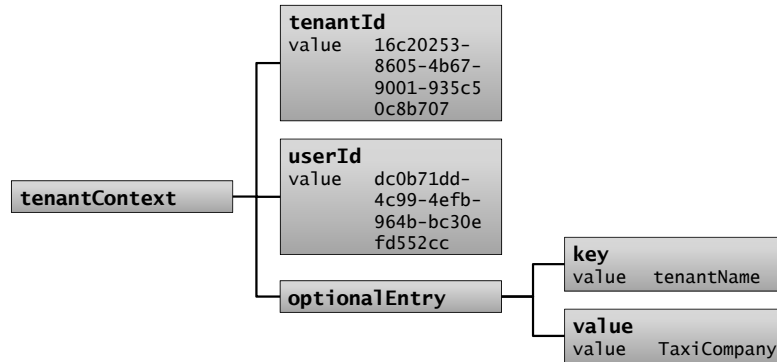 tenantId
value 16c20253-
8605-4b67-
9001-935c5
0c8b707
userId
value dc0b71dd-
4c99-4efb-
964b-bc30e
fd552cc
tenantContext
optionalEntry
key
value tenantName
value
value TaxiCompany